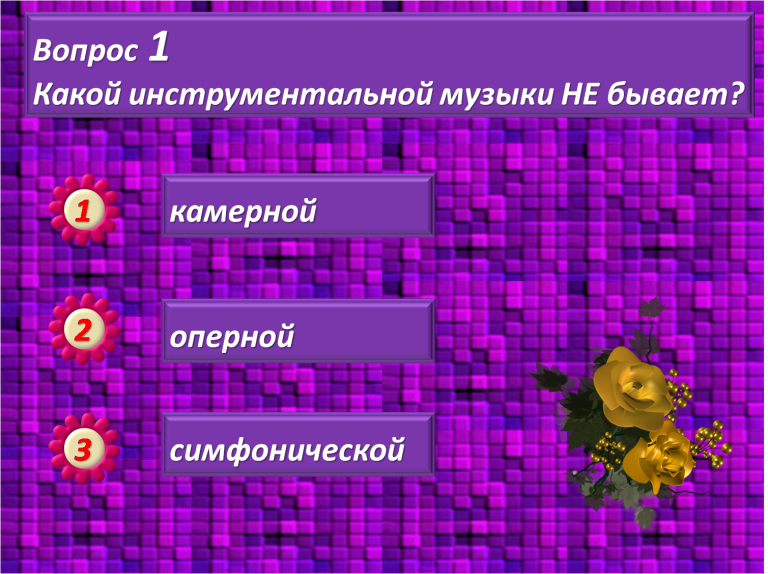 Вопрос 1
Какой инструментальной музыки НЕ бывает?
1 камерной
2 оперной
3 симфонической